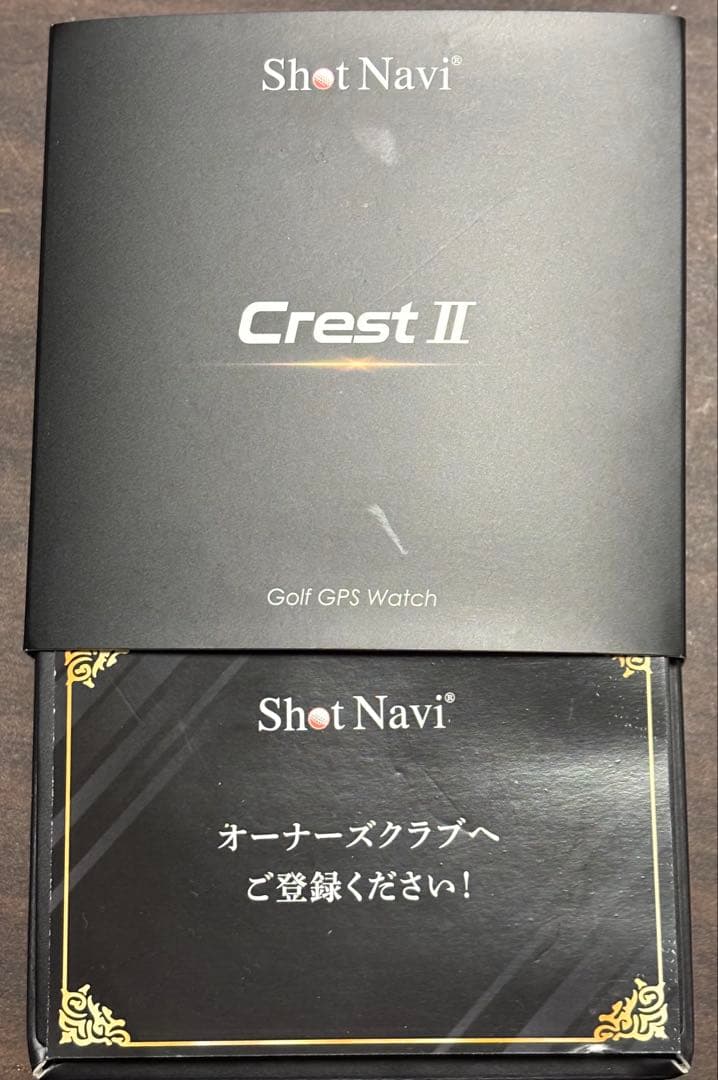 Shot Navi®
Crest II
Golf GPS Watch
Shot Navi®
オーナーズクラブへ
ご登録ください!